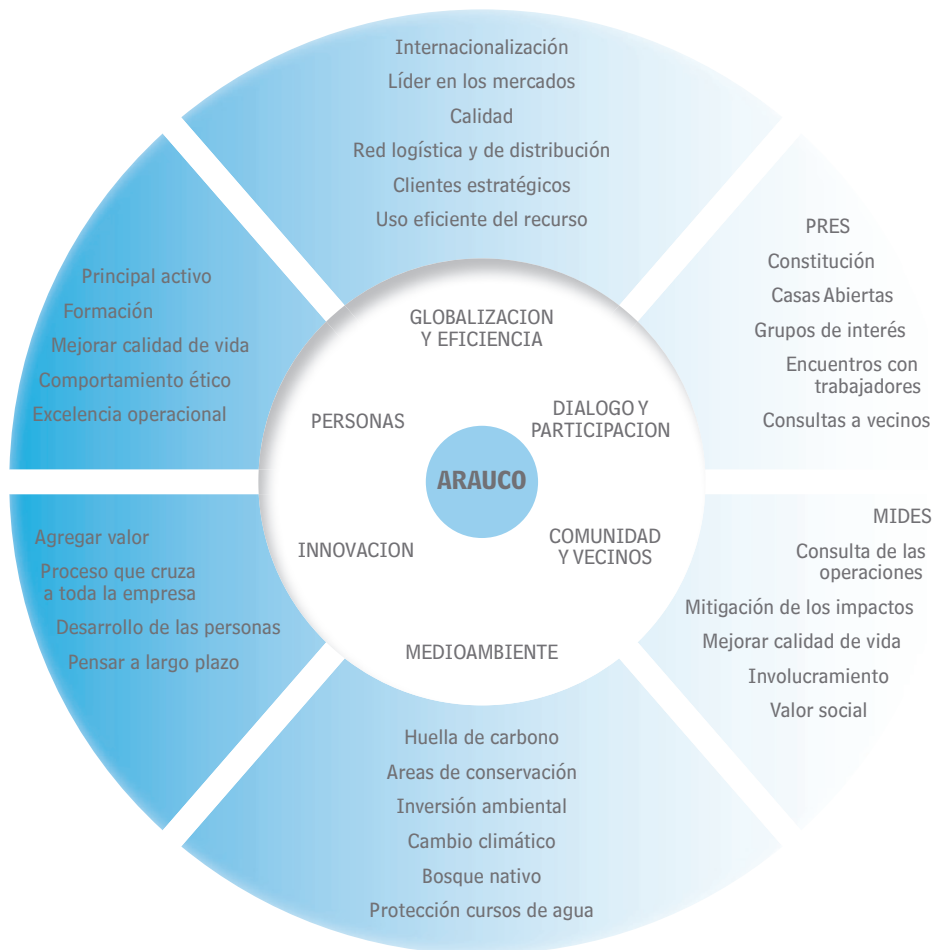 Internacionalización
Líder en los mercados
Calidad
Red logística y de distribución
Clientes estratégicos
Uso eficiente del recurso
PRES
Constitución
Casas Abiertas
Grupos de interés
Encuentros con
trabajadores
Consultas a vecinos
MIDES
Consulta de las
operaciones
Mitigación de los impactos
Mejorar calidad de vida
Involucramiento
Valor social
Huella de carbono
Areas de conservación
Inversión ambiental
Cambio climático
Bosque nativo
Protección cursos de agua
Agregar valor
Proceso que cruza
a toda la empresa
Desarrollo de las personas
Pensar a largo plazo
Principal activo
Formación
Mejorar calidad de vida
Comportamiento ético
Excelencia operacional
GLOBALIZACION
Y EFICIENCIA
DIALOGO Y
PARTICIPACION
COMUNIDAD
Y VECINOS
MEDIOAMBIENTE
INNOVACION
PERSONAS
ARAUCO